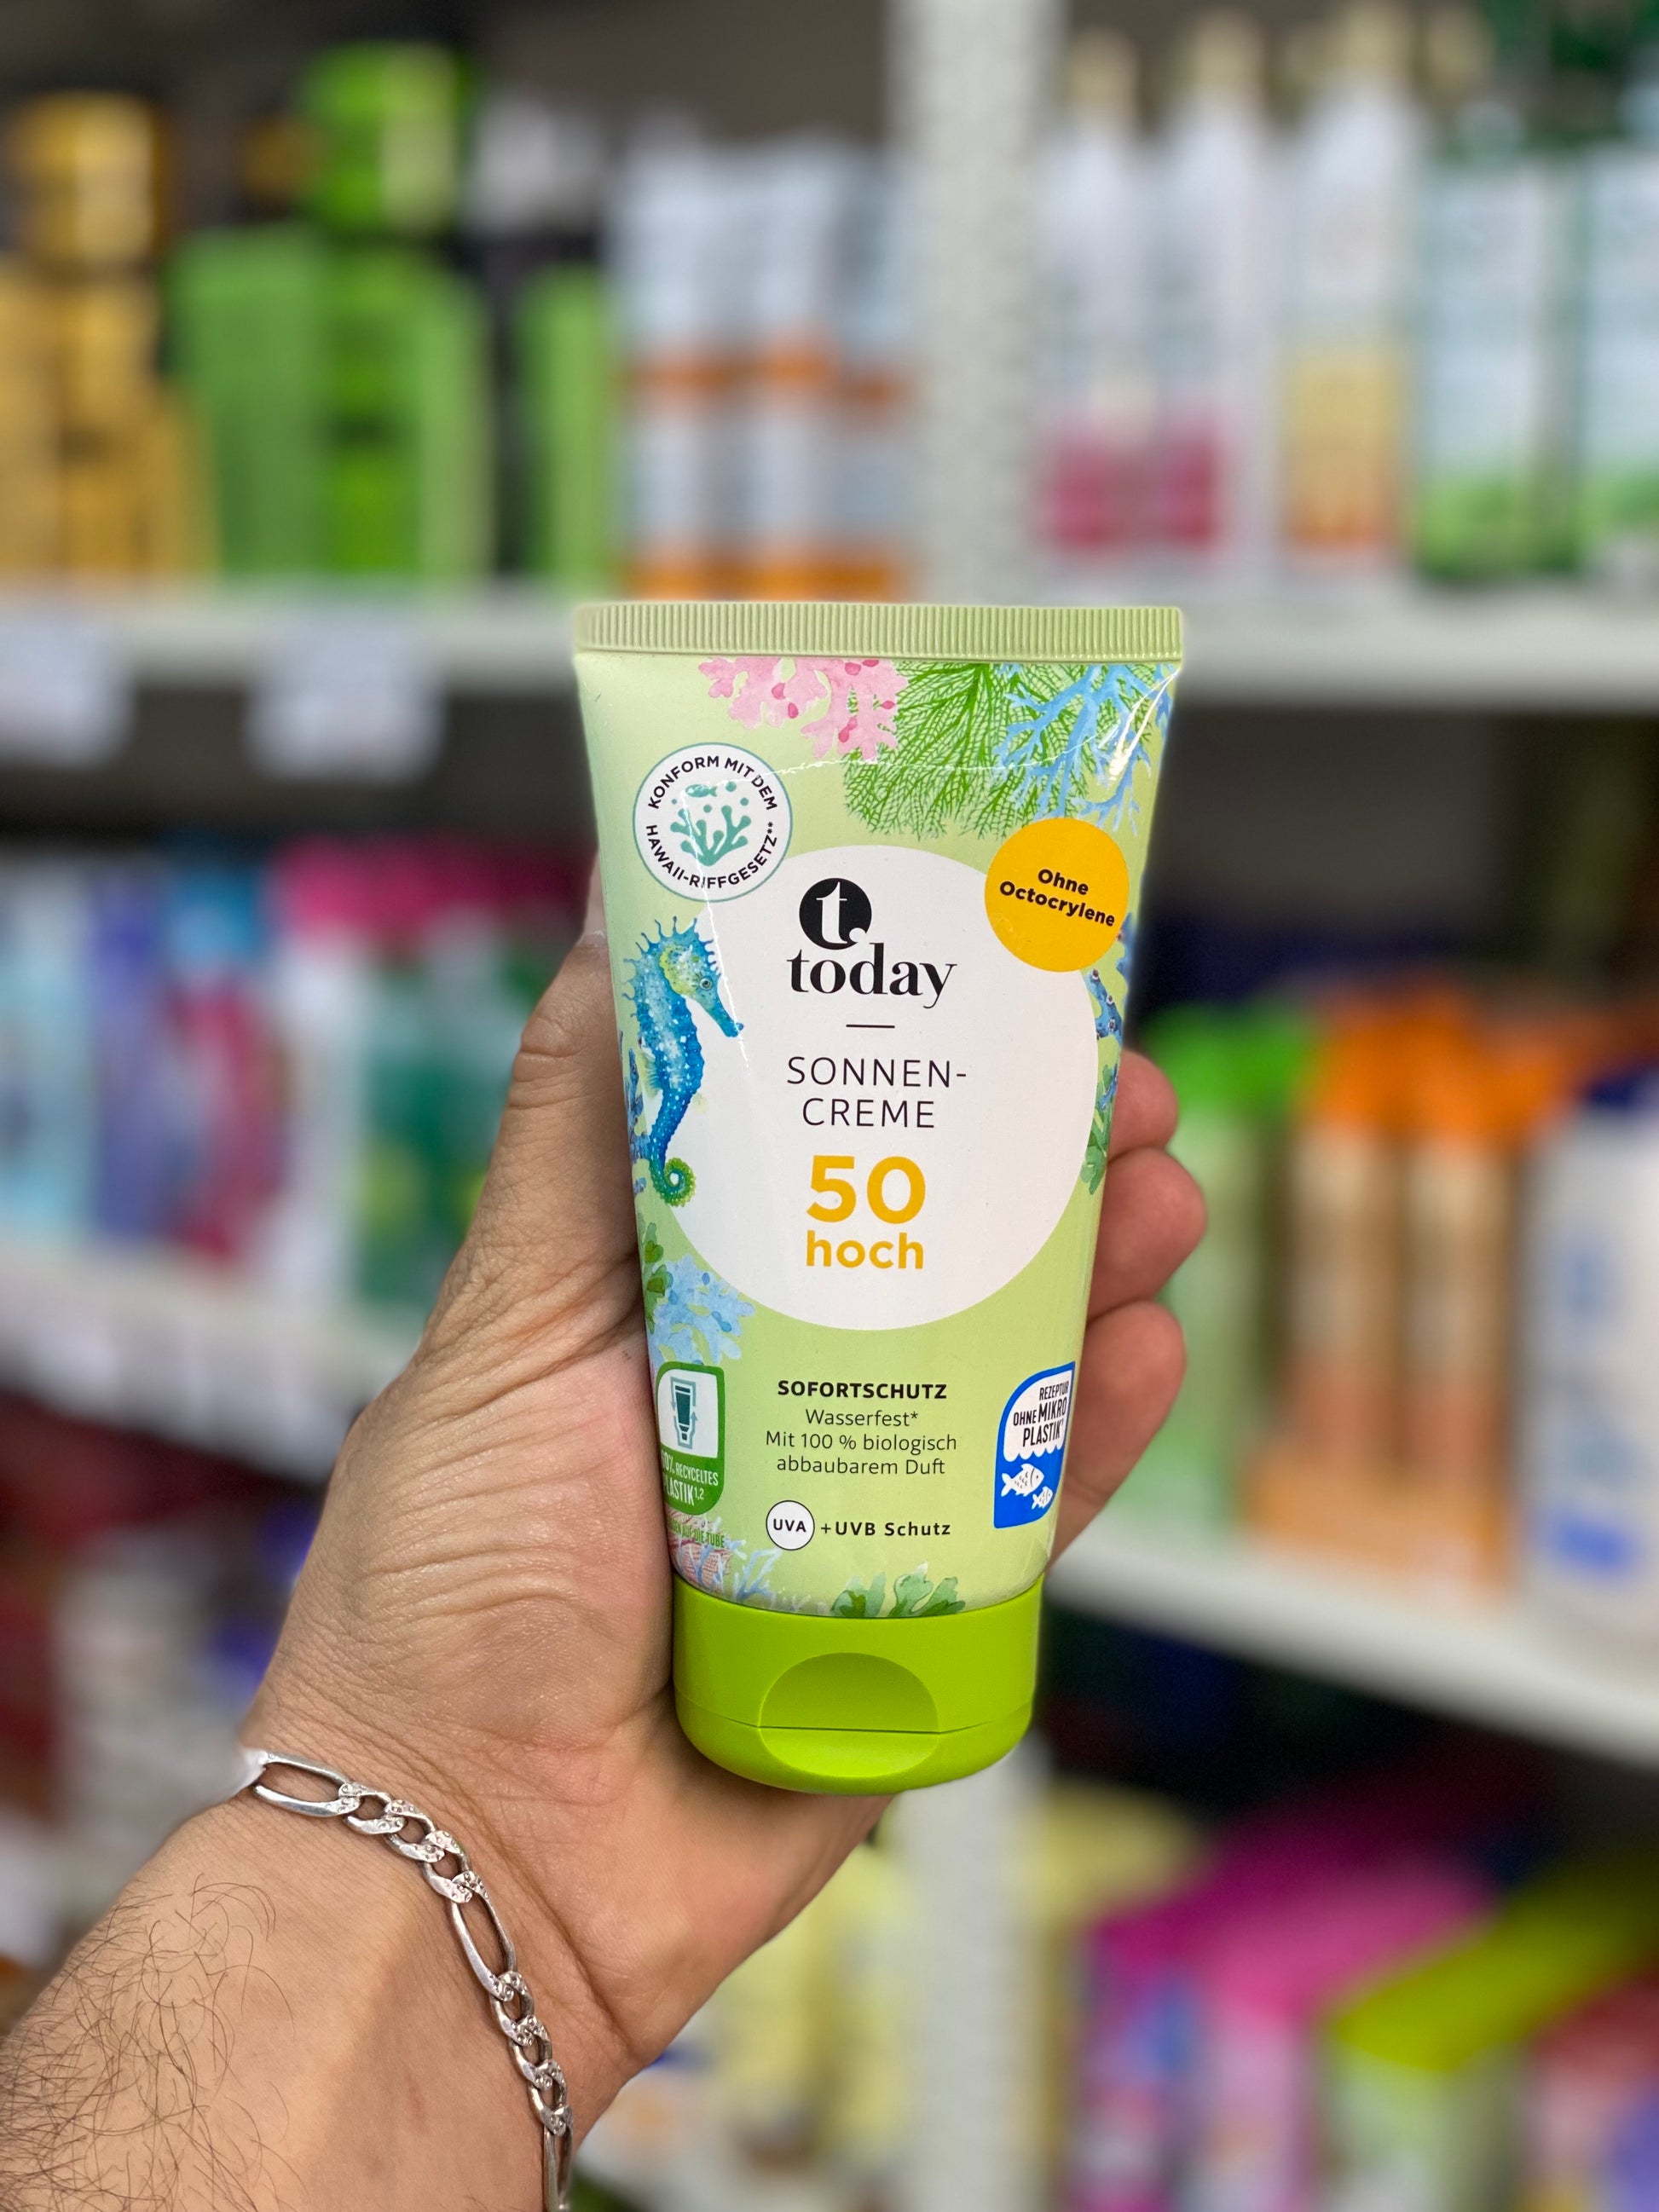 KONFORM MIT DEM
HAWAII-RIFFGESETZ**
Ohne
Octocrylene
t.
today
SONNEN-
CREME
50
hoch
SOFORTSCHUTZ
Wasserfest*
Mit 100 % biologisch
abbaubarem Duft
UVA +UVB Schutz
RECYCELTES
REZEPTUR
OHNE MIKRO
PLASTIK